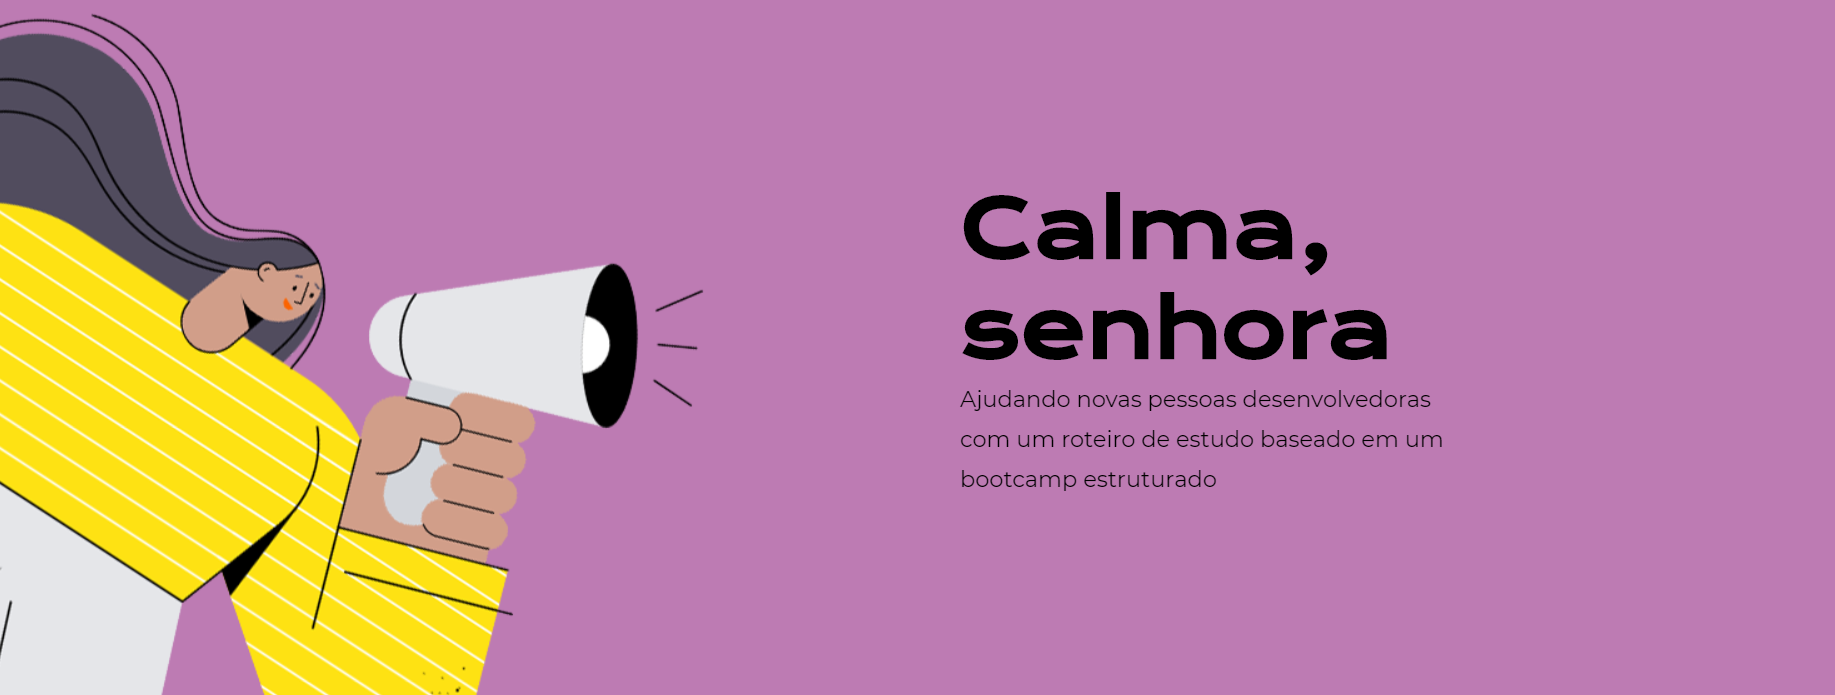 Calma,
senhora
Ajudando novas pessoas desenvolvedoras
com um roteiro de estudo baseado em um
bootcamp estruturado